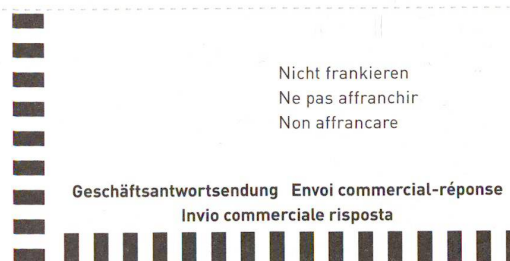 Nicht frankieren
Ne pas affranchir
Non affrancare
Geschäftsantwortsendung Envoi commercial-réponse
Invio commerciale risposta